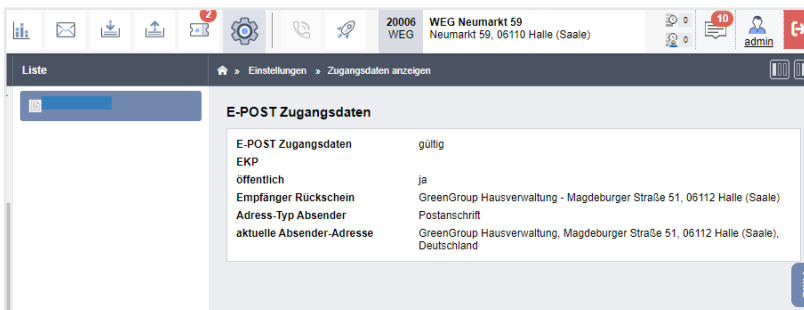 2
20006 WEG Neumarkt 59
WEG Neumarkt 59, 06110 Halle (Saale)
0
0
10
admin
Liste
» Einstellungen » Zugangsdaten anzeigen
E-POST Zugangsdaten
E-POST Zugangsdaten gültig
EKP
öffentlich ja
Empfänger Rückschein GreenGroup Hausverwaltung - Magdeburger Straße 51, 06112 Halle (Saale)
Adress-Typ Absender Postanschrift
aktuelle Absender-Adresse GreenGroup Hausverwaltung, Magdeburger Straße 51, 06112 Halle (Saale),
Deutschland